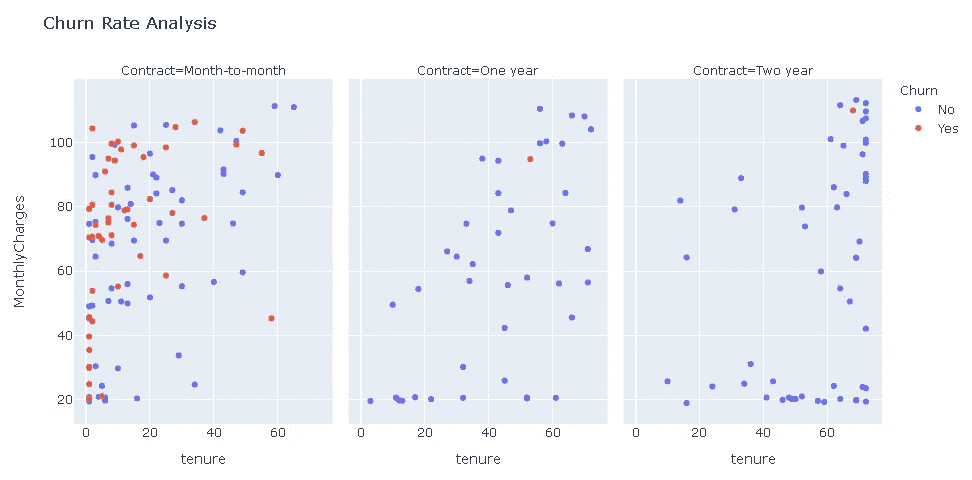 Churn Rate Analysis
Contract=Month-to-month
Contract=One year
Contract=Two year
Churn
No
Yes
MonthlyCharges
100
80
60
40
20
0 20 40 60
0 20 40 60
0 20 40 60
tenure
tenure
tenure